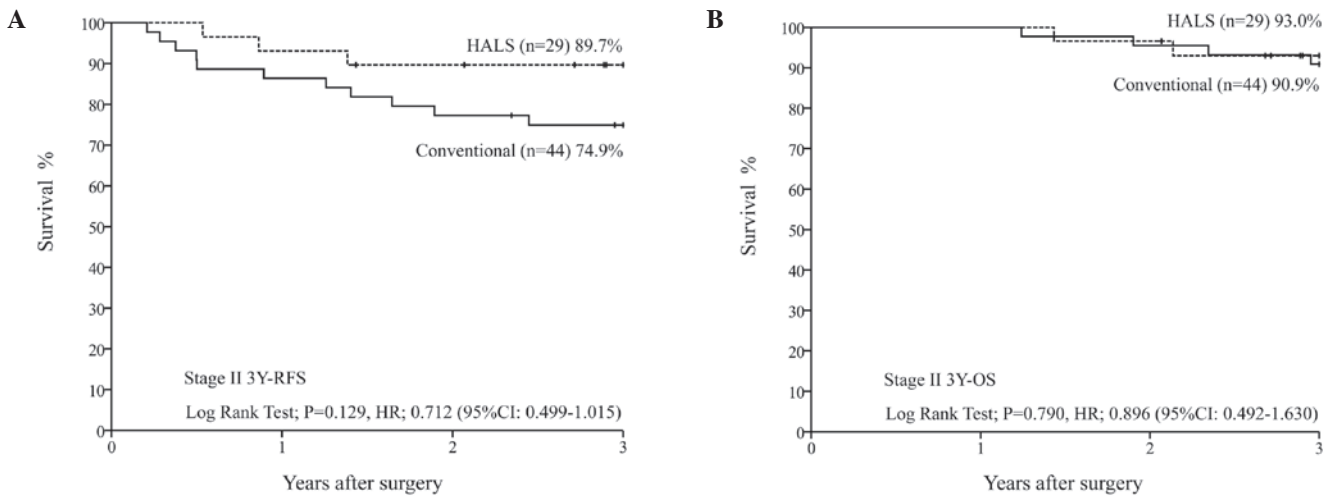 A
Survival %
100
90
80
70
60
50
40
30
20
10
0
HALS (n=29) 89.7%
Conventional (n=44) 74.9%
Stage II 3Y-RFS
Log Rank Test; P=0.129, HR; 0.712 (95%CI: 0.499-1.015)
0 1 2 3
Years after surgery
B
Survival %
100
90
80
70
60
50
40
30
20
10
0
HALS (n=29) 93.0%
Conventional (n=44) 90.9%
Stage II 3Y-OS
Log Rank Test; P=0.790, HR; 0.896 (95%CI: 0.492-1.630)
0 1 2 3
Years after surgery